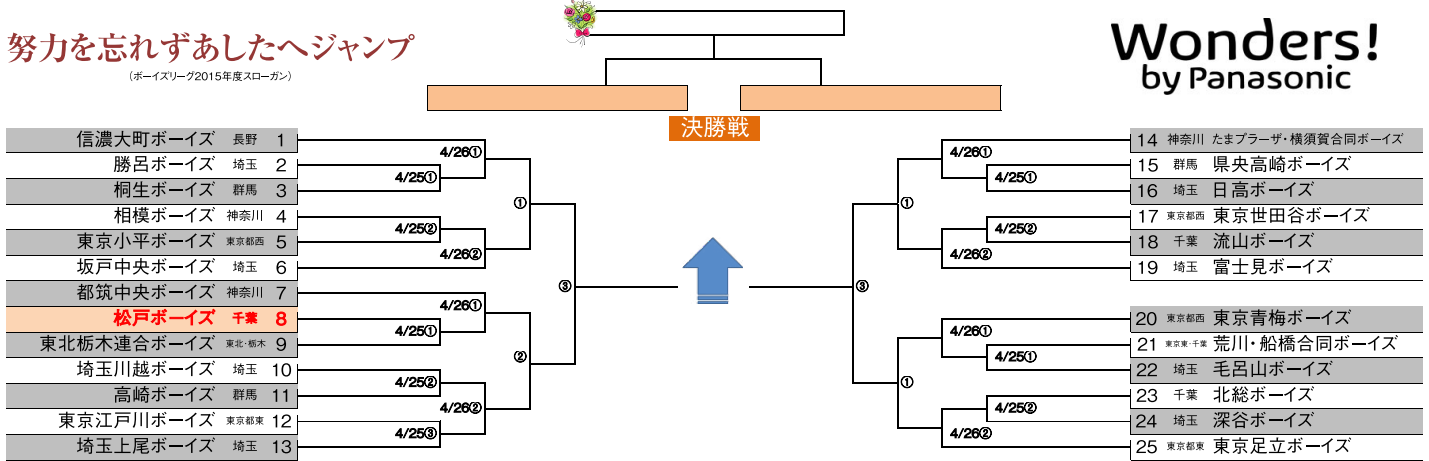 努力を忘れずあしたへジャンプ
(ボーイズリーグ2015年度スローガン)
Wonders!
by Panasonic
決勝戦
信濃大町ボーイズ 長野 1
勝呂ボーイズ 埼玉 2
桐生ボーイズ 群馬 3
相模ボーイズ 神奈川 4
東京小平ボーイズ 東京都西 5
坂戸中央ボーイズ 埼玉 6
都筑中央ボーイズ 神奈川 7
松戸ボーイズ 千葉 8
東北栃木連合ボーイズ 東北・栃木 9
埼玉川越ボーイズ 埼玉 10
高崎ボーイズ 群馬 11
東京江戸川ボーイズ 東京都東 12
埼玉上尾ボーイズ 埼玉 13
4/26①
4/25①
①
4/25②
4/26②
③
4/26①
4/25①
②
4/25②
4/26②
4/25③
4/26①
4/25①
①
4/25②
4/26②
③
4/26①
4/25①
①
4/25②
4/26②
14 神奈川 たまプラーザ・横須賀合同ボーイズ
15 群馬 県央高崎ボーイズ
16 埼玉 日高ボーイズ
17 東京都西 東京世田谷ボーイズ
18 千葉 流山ボーイズ
19 埼玉 富士見ボーイズ
20 東京都西 東京青梅ボーイズ
21 東京東・千葉 荒川・船橋合同ボーイズ
22 埼玉 毛呂山ボーイズ
23 千葉 北総ボーイズ
24 埼玉 深谷ボーイズ
25 東京都東 東京足立ボーイズ